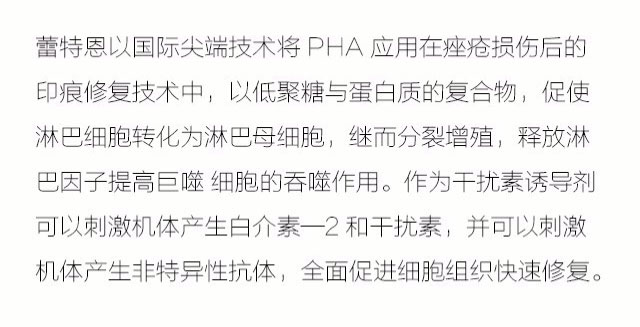 蕾特恩以国际尖端技术将 PHA 应用在痤疮损伤后的
印痕修复技术中，以低聚糖与蛋白质的复合物，促使
淋巴细胞转化为淋巴母细胞，继而分裂增殖，释放淋
巴因子提高巨噬 细胞的吞噬作用。作为干扰素诱导剂
可以刺激机体产生白介素—2 和干扰素，并可以刺激
机体产生非特异性抗体，全面促进细胞组织快速修复。